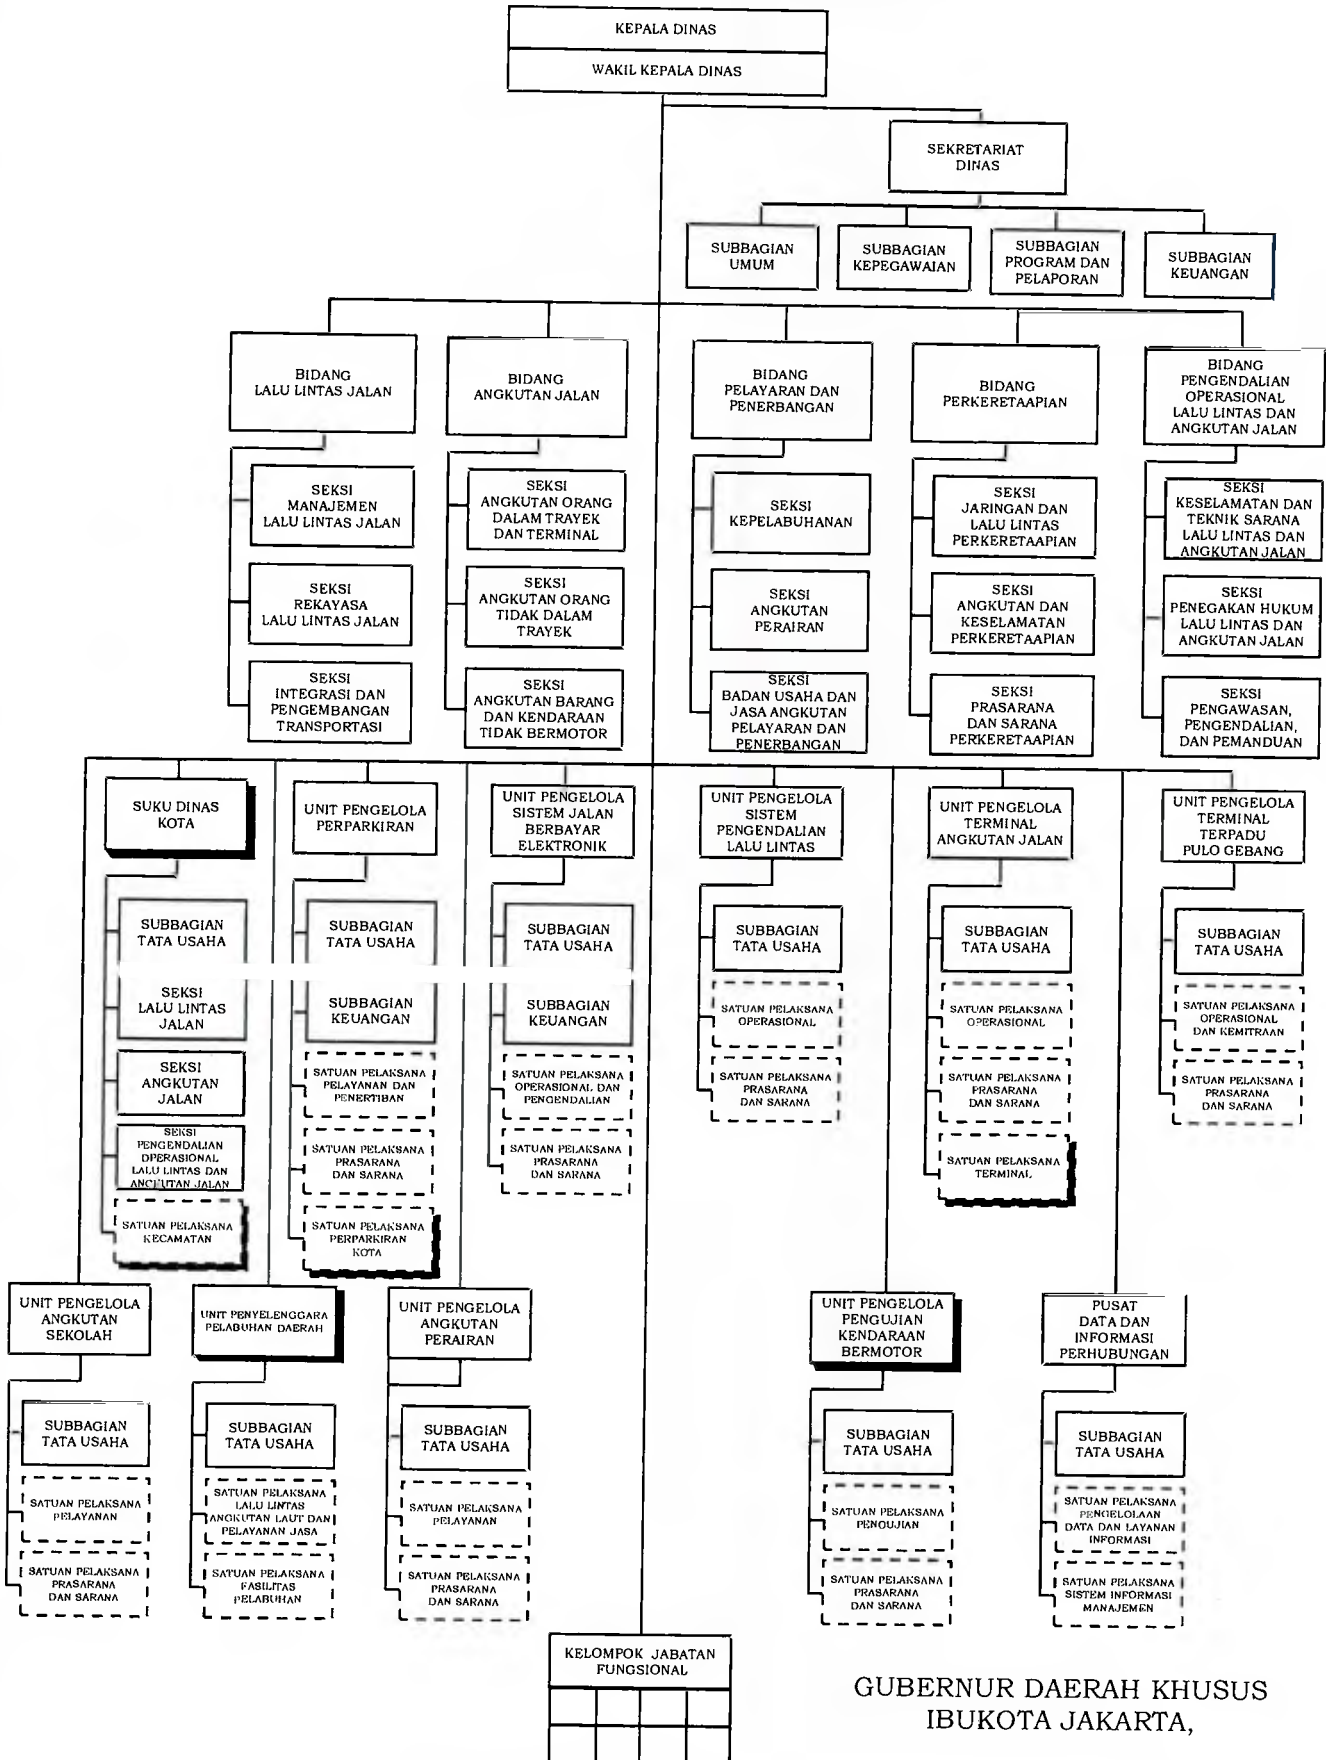 KEPALA DINAS
WAKIL KEPALA DINAS
SEKRETARIAT
DINAS
SUBBAGIAN
UMUM
SUBBAGIAN
KEPEGAWAIAN
SUBBAGIAN
PROGRAM DAN
PELAPORAN
SUBBAGIAN
KEUANGAN
BIDANG
LALU LINTAS JALAN
BIDANG
ANGKUTAN JALAN
BIDANG
PELAYARAN DAN
PENERBANGAN
BIDANG
PERKERETAAPIAN
BIDANG
PENGENDALIAN
OPERASIONAL
LALU LINTAS DAN
ANGKUTAN JALAN
SEKSI
MANAJEMEN
LALU LINTAS JALAN
SEKSI
ANGKUTAN ORANG
DALAM TRAYEK
DAN TERMINAL
SEKSI
KEPELABUHANAN
SEKSI
JARINGAN DAN
LALU LINTAS
PERKERETAAPIAN
SEKSI
KESELAMATAN DAN
TEKNIK SARANA
LALU LINTAS DAN
ANGKUTAN JALAN
SEKSI
REKAYASA
LALU LINTAS JALAN
SEKSI
ANGKUTAN ORANG
TIDAK DALAM
TRAYEK
SEKSI
ANGKUTAN
PERAIRAN
SEKSI
ANGKUTAN DAN
KESELAMATAN
PERKERETAAPIAN
SEKSI
PENEGAKAN HUKUM
LALU LINTAS DAN
ANGKUTAN JALAN
SEKSI
INTEGRASI DAN
PENGEMBANGAN
TRANSPORTASI
SEKSI
ANGKUTAN BARANG
DAN KENDARAAN
TIDAK BERMOTOR
SEKSI
BADAN USAHA DAN
JASA ANGKUTAN
PELAYARAN DAN
PENERBANGAN
SEKSI
PRASARANA
DAN SARANA
PERKERETAAPIAN
SEKSI
PENGAWASAN,
PENGENDALIAN,
DAN PEMANDUAN
SUKU DINAS
KOTA
UNIT PENGELOLA
PERPARKIRAN
UNIT PENGELOLA
SISTEM JALAN
BERBAYAR
ELEKTRONIK
UNIT PENGELOLA
SISTEM
PENGENDALIAN
LALU LINTAS
UNIT PENGELOLA
TERMINAL
ANGKUTAN JALAN
UNIT PENGELOLA
TERMINAL
TERPADU
PULO GEBANG
SUBBAGIAN
TATA USAHA
SEKSI
LALU LINTAS
JALAN
SEKSI
ANGKUTAN
JALAN
SEKSI
PENGENDALIAN
OPERASIONAL
LALU LINTAS DAN
ANGKUTAN JALAN
SATUAN PELAKSANA
KECAMATAN
SUBBAGIAN
TATA USAHA
SUBBAGIAN
KEUANGAN
SATUAN PELAKSANA
PELAYANAN DAN
PENERTIBAN
SATUAN PELAKSANA
PRASARANA
DAN SARANA
SATUAN PELAKSANA
PERPARKIRAN
KOTA
SUBBAGIAN
TATA USAHA
SUBBAGIAN
KEUANGAN
SATUAN PELAKSANA
OPERASIONAL DAN
PENGENDALIAN
SATUAN PELAKSANA
PRASARANA
DAN SARANA
SUBBAGIAN
TATA USAHA
SATUAN PELAKSANA
OPERASIONAL
SATUAN PELAKSANA
PRASARANA
DAN SARANA
SUBBAGIAN
TATA USAHA
SATUAN PELAKSANA
OPERASIONAL
SATUAN PELAKSANA
PRASARANA
DAN SARANA
SATUAN PELAKSANA
TERMINAL
SUBBAGIAN
TATA USAHA
SATUAN PELAKSANA
OPERASIONAL
DAN KEMITRAAN
SATUAN PELAKSANA
PRASARANA
DAN SARANA
UNIT PENGELOLA
ANGKUTAN
SEKOLAH
UNIT PENYELENGGARA
PELABUHAN DAERAH
UNIT PENGELOLA
ANGKUTAN
PERAIRAN
UNIT PENGELOLA
PENGUJIAN
KENDARAAN
BERMOTOR
PUSAT
DATA DAN
INFORMASI
PERHUBUNGAN
SUBBAGIAN
TATA USAHA
SATUAN PELAKSANA
PELAYANAN
SATUAN PELAKSANA
PRASARANA
DAN SARANA
SUBBAGIAN
TATA USAHA
SATUAN PELAKSANA
LALU LINTAS
ANGKUTAN LAUT DAN
PELAYANAN JASA
SATUAN PELAKSANA
FASILITAS
PELABUHAN
SUBBAGIAN
TATA USAHA
SATUAN PELAKSANA
PELAYANAN
SATUAN PELAKSANA
PRASARANA
DAN SARANA
SUBBAGIAN
TATA USAHA
SATUAN PELAKSANA
PENGUJIAN
SATUAN PELAKSANA
PRASARANA
DAN SARANA
SUBBAGIAN
TATA USAHA
SATUAN PELAKSANA
PENGELOLAAN
DATA DAN LAYANAN
INFORMASI
SATUAN PELAKSANA
SISTEM INFORMASI
MANAJEMEN
KELOMPOK JABATAN
FUNGSIONAL
GUBERNUR DAERAH KHUSUS
IBUKOTA JAKARTA,